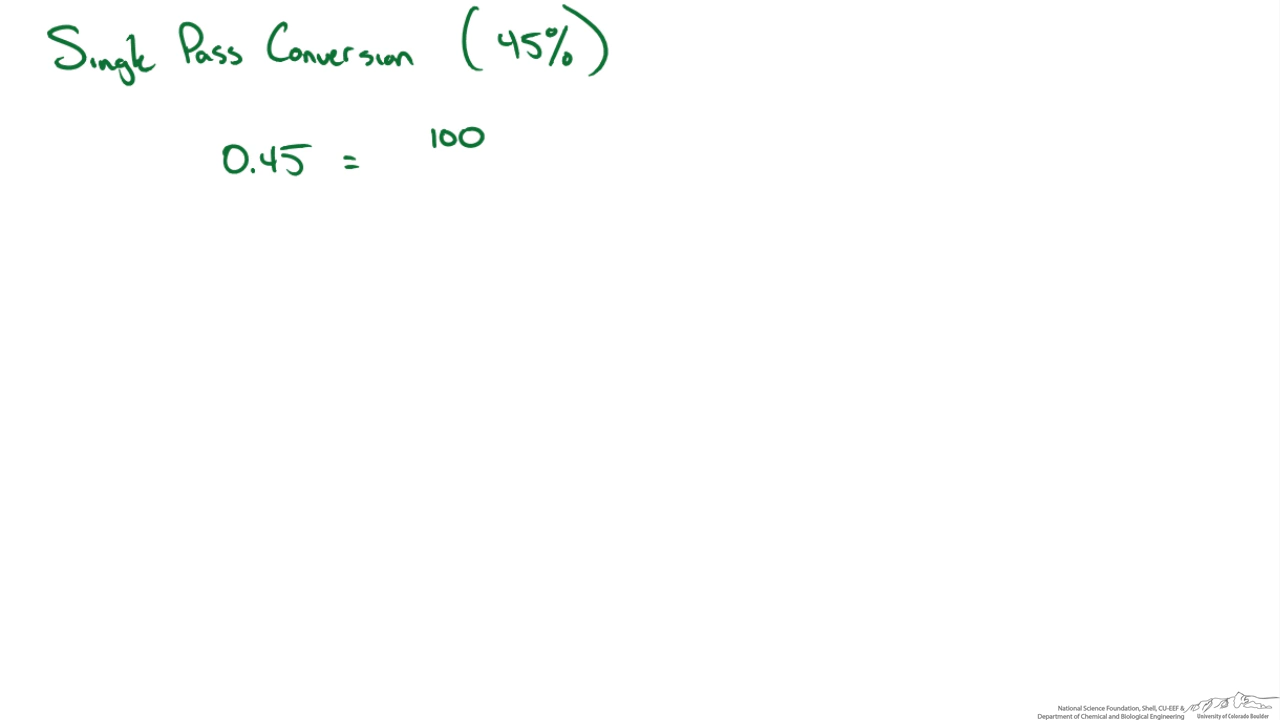 Single Pass Conversion (45%)
0.45 = 100
National Science Foundation, Shell, CU-EEF &
Department of Chemical and Biological Engineering
University of Colorado Boulder